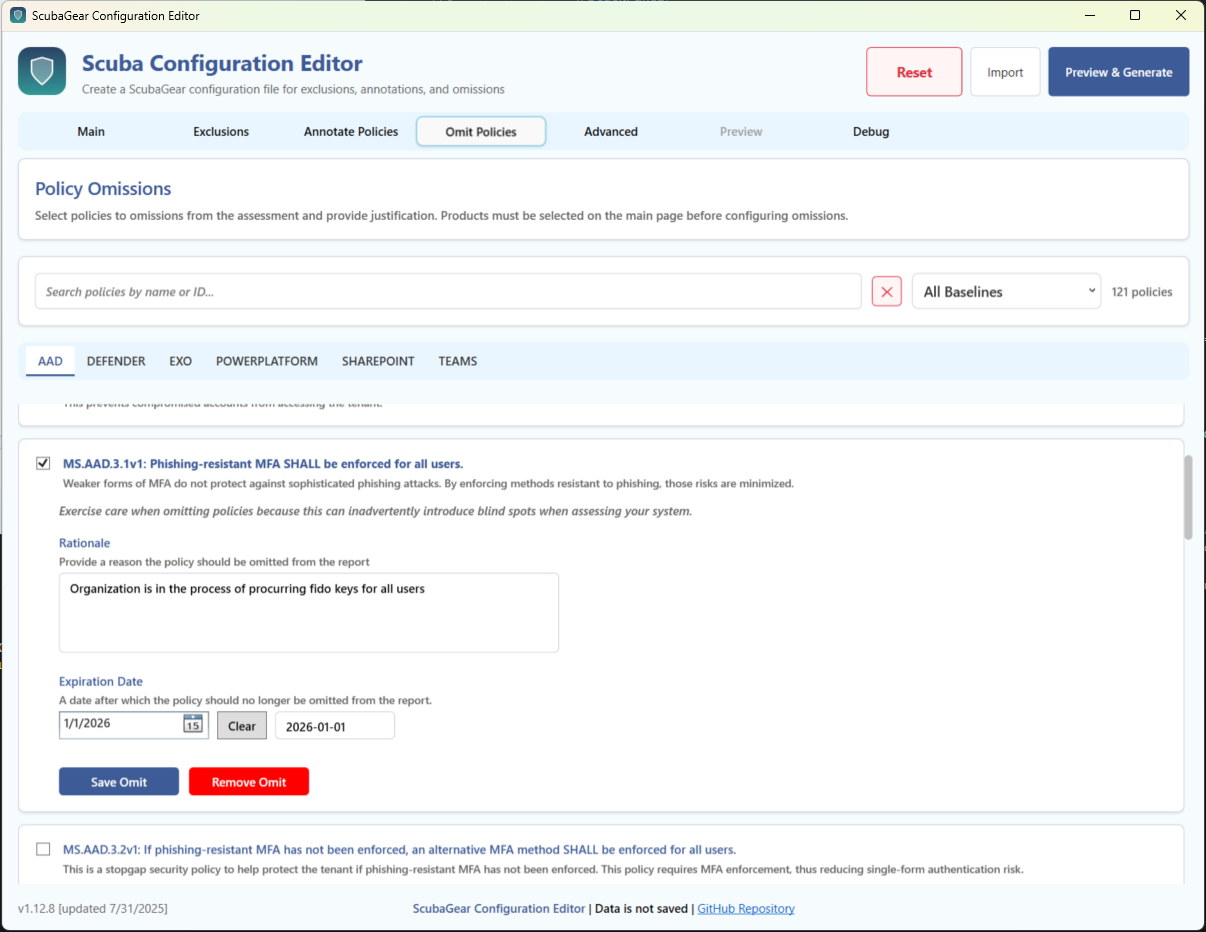 ScubaGear Configuration Editor
Scuba Configuration Editor
Create a ScubaGear configuration file for exclusions, annotations, and omissions
Reset
Import
Preview & Generate
Main
Exclusions
Annotate Policies
Omit Policies
Advanced
Preview
Debug
Policy Omissions
Select policies to omissions from the assessment and provide justification. Products must be selected on the main page before configuring omissions.
Search policies by name or ID...
All Baselines
121 policies
AAD
DEFENDER
EXO
POWERPLATFORM
SHAREPOINT
TEAMS
This prevents compromised accounts from accessing the tenant.
MS.AAD.3.1v1: Phishing-resistant MFA SHALL be enforced for all users.
Weaker forms of MFA do not protect against sophisticated phishing attacks. By enforcing methods resistant to phishing, those risks are minimized.
Exercise care when omitting policies because this can inadvertently introduce blind spots when assessing your system.
Rationale
Provide a reason the policy should be omitted from the report
Organization is in the process of procurring fido keys for all users
Expiration Date
A date after which the policy should no longer be omitted from the report.
1/1/2026
15
Clear
2026-01-01
Save Omit
Remove Omit
MS.AAD.3.2v1: If phishing-resistant MFA has not been enforced, an alternative MFA method SHALL be enforced for all users.
This is a stopgap security policy to help protect the tenant if phishing-resistant MFA has not been enforced. This policy requires MFA enforcement, thus reducing single-form authentication risk.
v1.12.8 [updated 7/31/2025]
ScubaGear Configuration Editor | Data is not saved | GitHub Repository